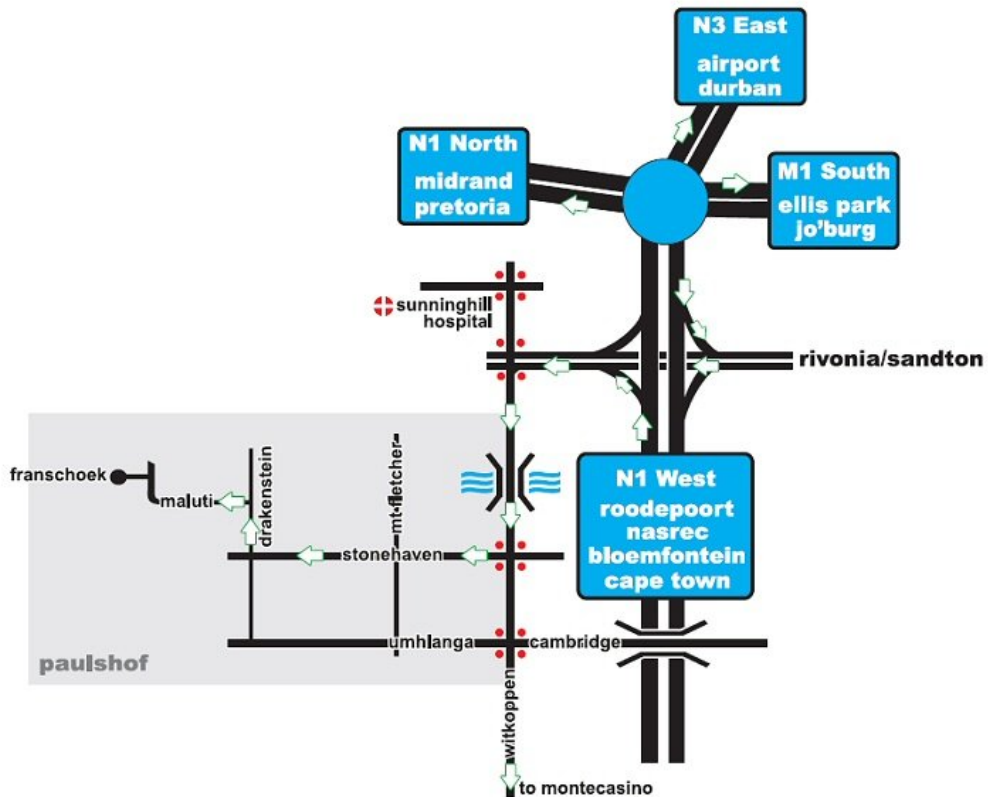 N3 East
airport
durban
N1 North
midrand
pretoria
M1 South
ellis park
jo'burg
sunninghill
hospital
rivonia/sandton
franschoek
maluti
drakenstein
mt fletcher
stonehaven
N1 West
roodepoort
nasrec
bloemfontein
cape town
umhlanga
cambridge
paulshof
witkoppen
to montecasino